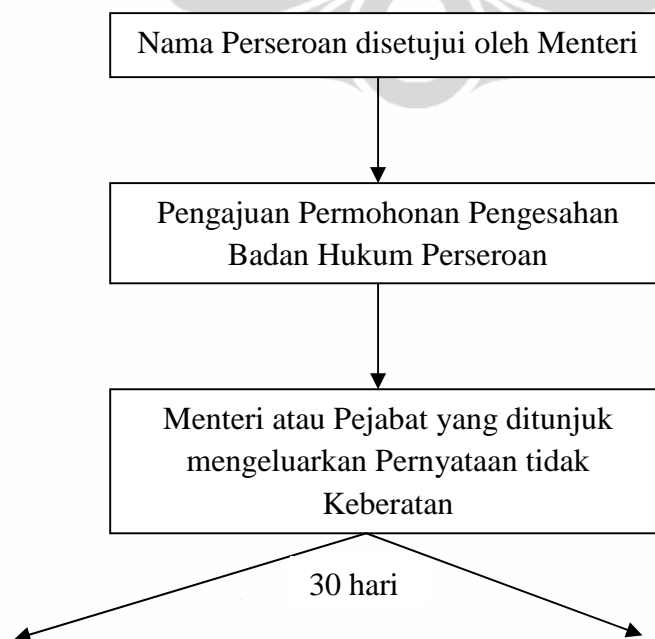 Nama Perseroan disetujui oleh Menteri
Pengajuan Permohonan Pengesahan
Badan Hukum Perseroan
Menteri atau Pejabat yang ditunjuk
mengeluarkan Pernyataan tidak
Keberatan
30 hari